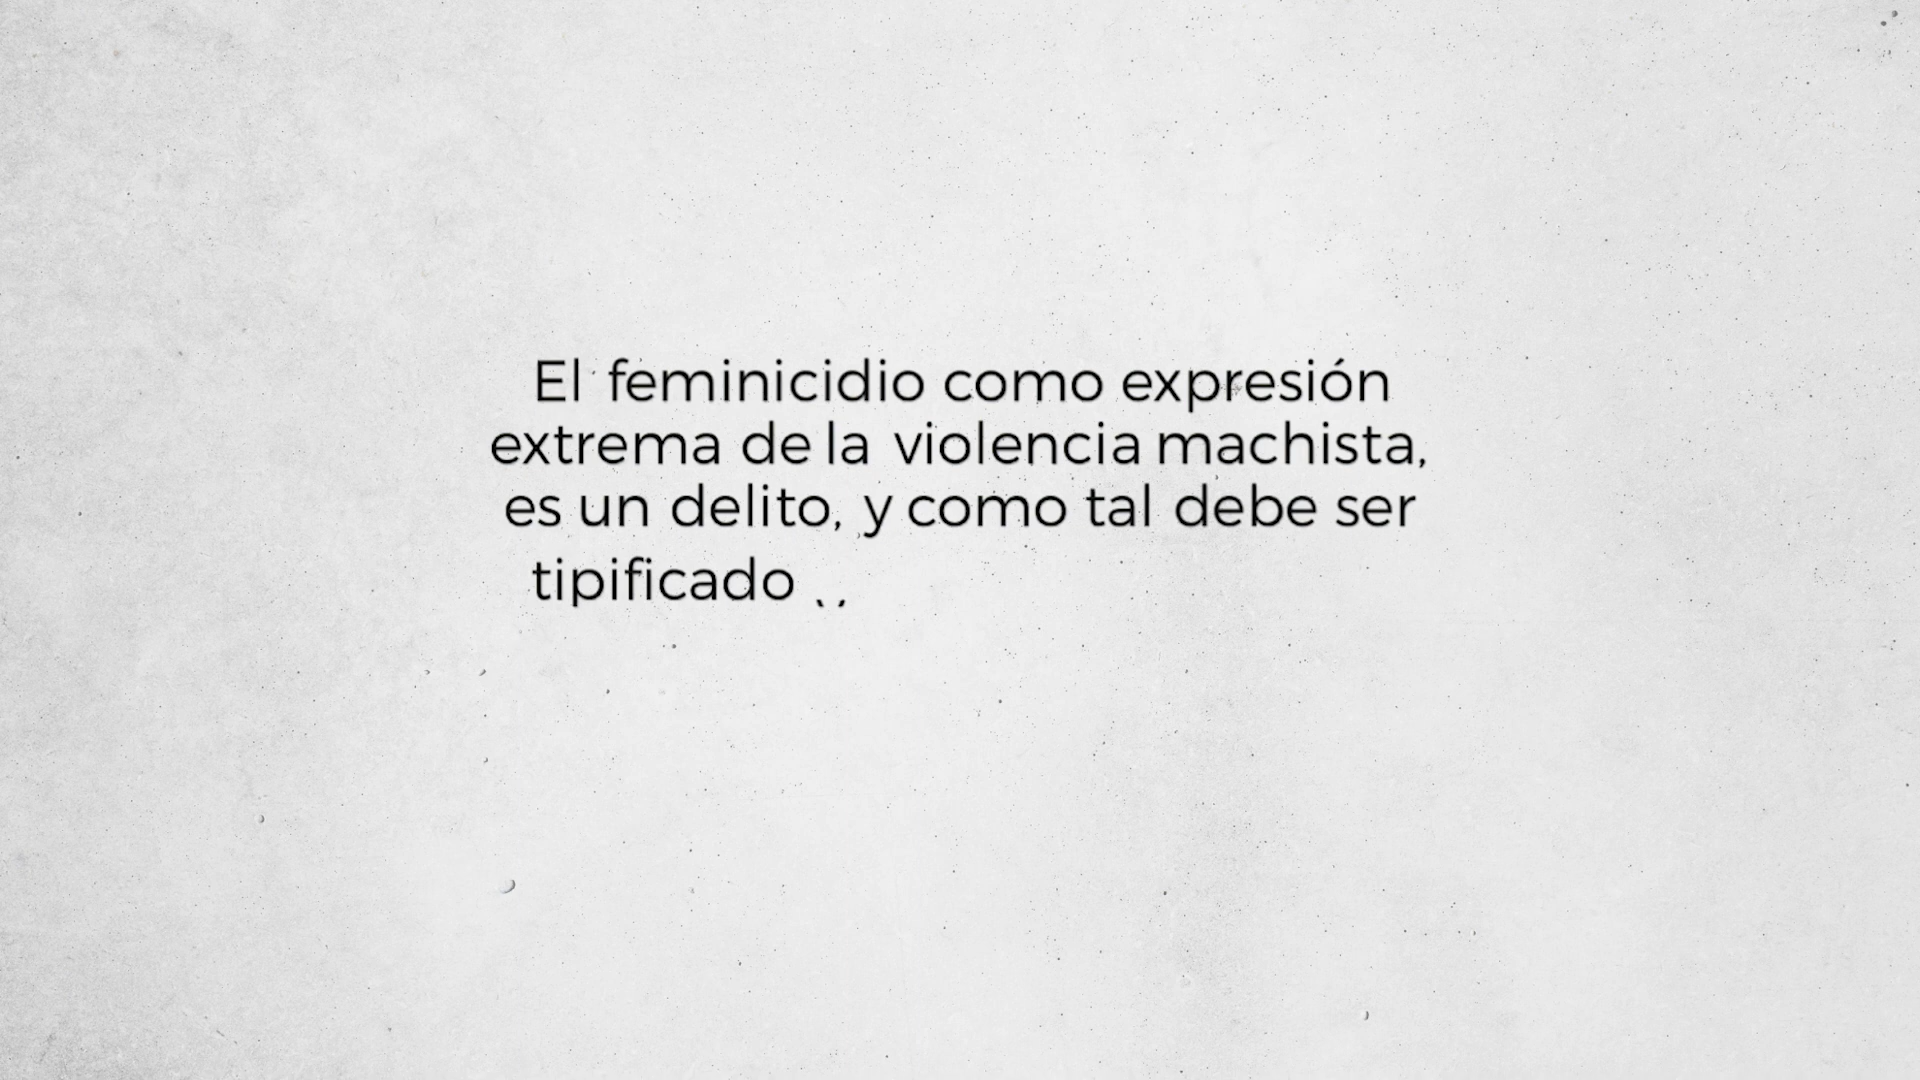 El feminicidio como expresión
extrema de la violencia machista,
es un delito, y como tal debe ser
tipificado